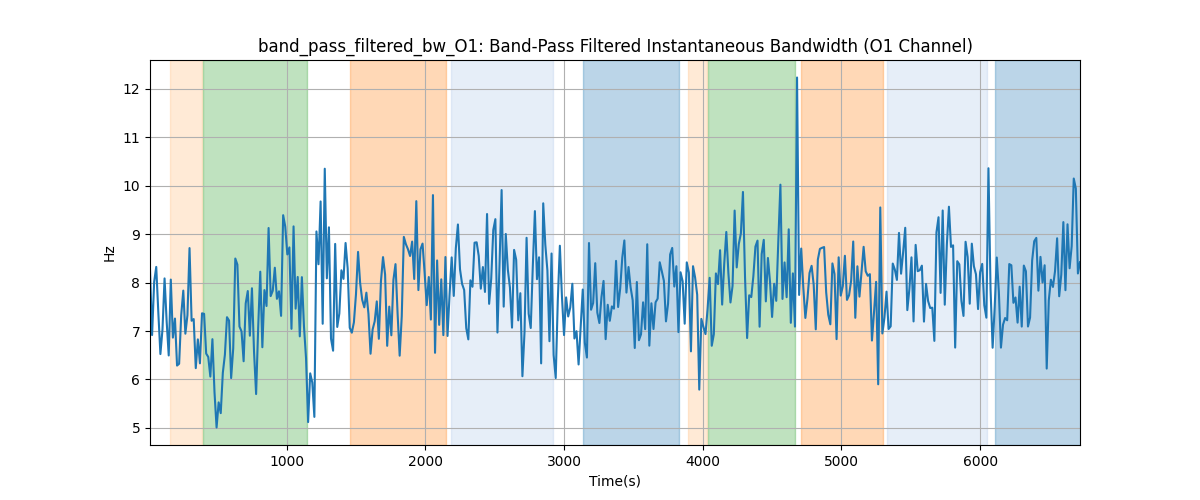 band_pass_filtered_bw_O1: Band-Pass Filtered Instantaneous Bandwidth (O1 Channel)
12
11
10
9
8
7
6
5
Hz
1000 2000 3000 4000 5000 6000
Time(s)